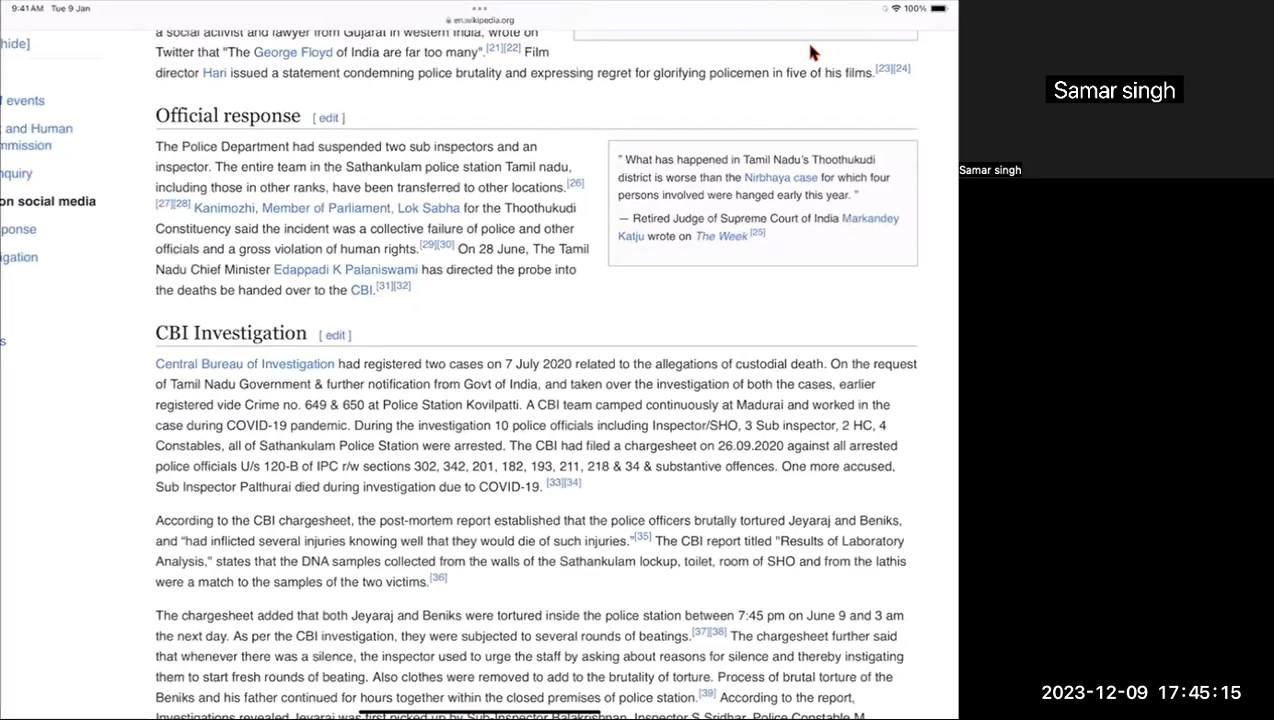 9:41AM Tue 9 Jan
100%
en.wikipedia.org
hide]
f events
and Human
mmission
nquiry
on social media
ponse
igation
s
a social activist and lawyer from Gujarat in western India, wrote on
Twitter that "The George Floyd of India are far too many".[21][22] Film
director Hari issued a statement condemning police brutality and expressing regret for glorifying policemen in five of his films.[23][24]
Official response [ edit ]
The Police Department had suspended two sub inspectors and an
inspector. The entire team in the Sathankulam police station Tamil nadu,
including those in other ranks, have been transferred to other locations.[26]
[27][28] Kanimozhi, Member of Parliament, Lok Sabha for the Thoothukudi
Constituency said the incident was a collective failure of police and other
officials and a gross violation of human rights.[29][30] On 28 June, The Tamil
Nadu Chief Minister Edappadi K Palaniswami has directed the probe into
the deaths be handed over to the CBI.[31][32]
" What has happened in Tamil Nadu's Thoothukudi
district is worse than the Nirbhaya case for which four
persons involved were hanged early this year. "
— Retired Judge of Supreme Court of India Markandey
Katju wrote on The Week [25]
CBI Investigation [ edit ]
Central Bureau of Investigation had registered two cases on 7 July 2020 related to the allegations of custodial death. On the request
of Tamil Nadu Government & further notification from Govt of India, and taken over the investigation of both the cases, earlier
registered vide Crime no. 649 & 650 at Police Station Kovilpatti. A CBI team camped continuously at Madurai and worked in the
case during COVID-19 pandemic. During the investigation 10 police officials including Inspector/SHO, 3 Sub inspector, 2 HC, 4
Constables, all of Sathankulam Police Station were arrested. The CBI had filed a chargesheet on 26.09.2020 against all arrested
police officials U/s 120-B of IPC r/w sections 302, 342, 201, 182, 193, 211, 218 & 34 & substantive offences. One more accused,
Sub Inspector Palthurai died during investigation due to COVID-19. [33][34]
According to the CBI chargesheet, the post-mortem report established that the police officers brutally tortured Jeyaraj and Beniks,
and "had inflicted several injuries knowing well that they would die of such injuries."[35] The CBI report titled "Results of Laboratory
Analysis," states that the DNA samples collected from the walls of the Sathankulam lockup, toilet, room of SHO and from the lathis
were a match to the samples of the two victims.[36]
The chargesheet added that both Jeyaraj and Beniks were tortured inside the police station between 7:45 pm on June 9 and 3 am
the next day. As per the CBI investigation, they were subjected to several rounds of beatings.[37][38] The chargesheet further said
that whenever there was a silence, the inspector used to urge the staff by asking about reasons for silence and thereby instigating
them to start fresh rounds of beating. Also clothes were removed to add to the brutality of torture. Process of brutal torture of the
Beniks and his father continued for hours together within the closed premises of police station.[39] According to the report,
Investigations revealed, Jeyaraj was first picked up by Sub-Inspector Balakrishnan, Inspector S Sridhar, Police Constable M
Samar singh
Samar singh
2023-12-09 17:45:15